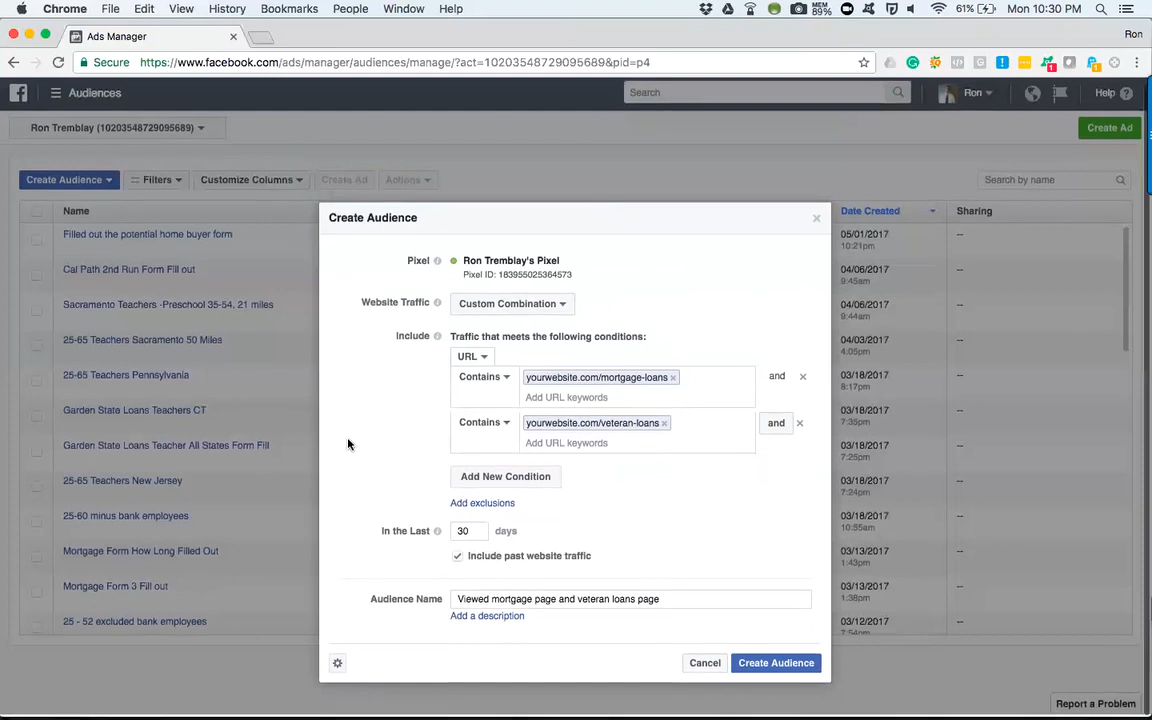 Chrome File Edit View History Bookmarks People Window Help MEM 89% 61% Mon 10:30 PM
Ads Manager Ron
Secure https://www.facebook.com/ads/manager/audiences/manage/?act=10203548729095689&pid=p4
Audiences Search Ron Help
Ron Tremblay (10203548729095689) Create Ad
Create Audience Filters Customize Columns Create Ad Actions Search by name
Name Date Created Sharing
Filled out the potential home buyer form 05/01/2017 --
10:21pm
Cal Path 2nd Run Form Fill out 04/06/2017 --
9:45am
Sacramento Teachers -Preschool 35-54, 21 miles 04/06/2017 --
9:44am
25-65 Teachers Sacramento 50 Miles 04/03/2017 --
4:05pm
25-65 Teachers Pennsylvania 03/18/2017 --
8:17pm
Garden State Loans Teachers CT 03/18/2017 --
7:35pm
Garden State Loans Teacher All States Form Fill 03/18/2017 --
7:25pm
25-65 Teachers New Jersey 03/18/2017 --
7:24pm
25-60 minus bank employees 03/18/2017 --
10:55am
Mortgage Form How Long Filled Out 03/13/2017 --
1:43pm
Mortgage Form 3 Fill out 03/13/2017 --
1:38pm
25 - 52 excluded bank employees 03/12/2017 --
7:54pm
Create Audience ×
Pixel Ron Tremblay's Pixel
Pixel ID: 183955025364573
Website Traffic Custom Combination
Include Traffic that meets the following conditions:
URL
Contains yourwebsite.com/mortgage-loans × and ×
Add URL keywords
Contains yourwebsite.com/veteran-loans × and ×
Add URL keywords
Add New Condition
Add exclusions
In the Last 30 days
Include past website traffic
Audience Name Viewed mortgage page and veteran loans page
Add a description
Cancel Create Audience
Report a Problem